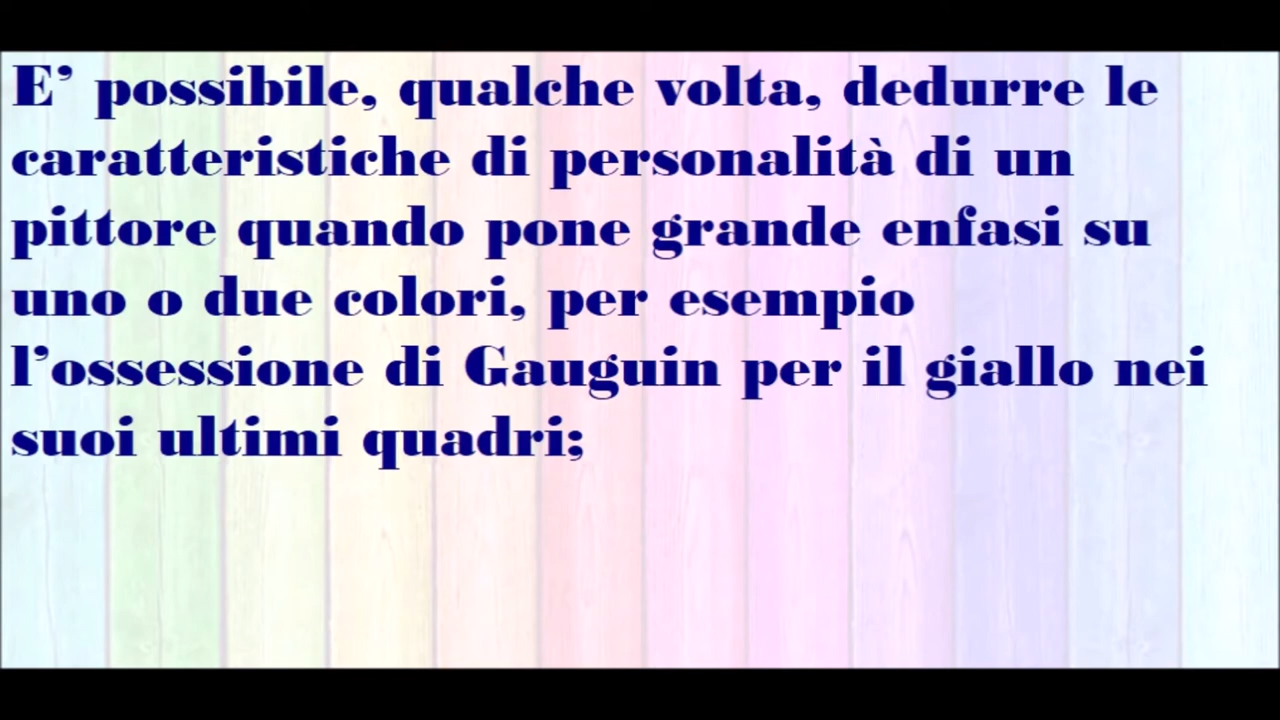 E’ possibile, qualche volta, dedurre le
caratteristiche di personalità di un
pittore quando pone grande enfasi su
uno o due colori, per esempio
l’ossessione di Gauguin per il giallo nei
suoi ultimi quadri;